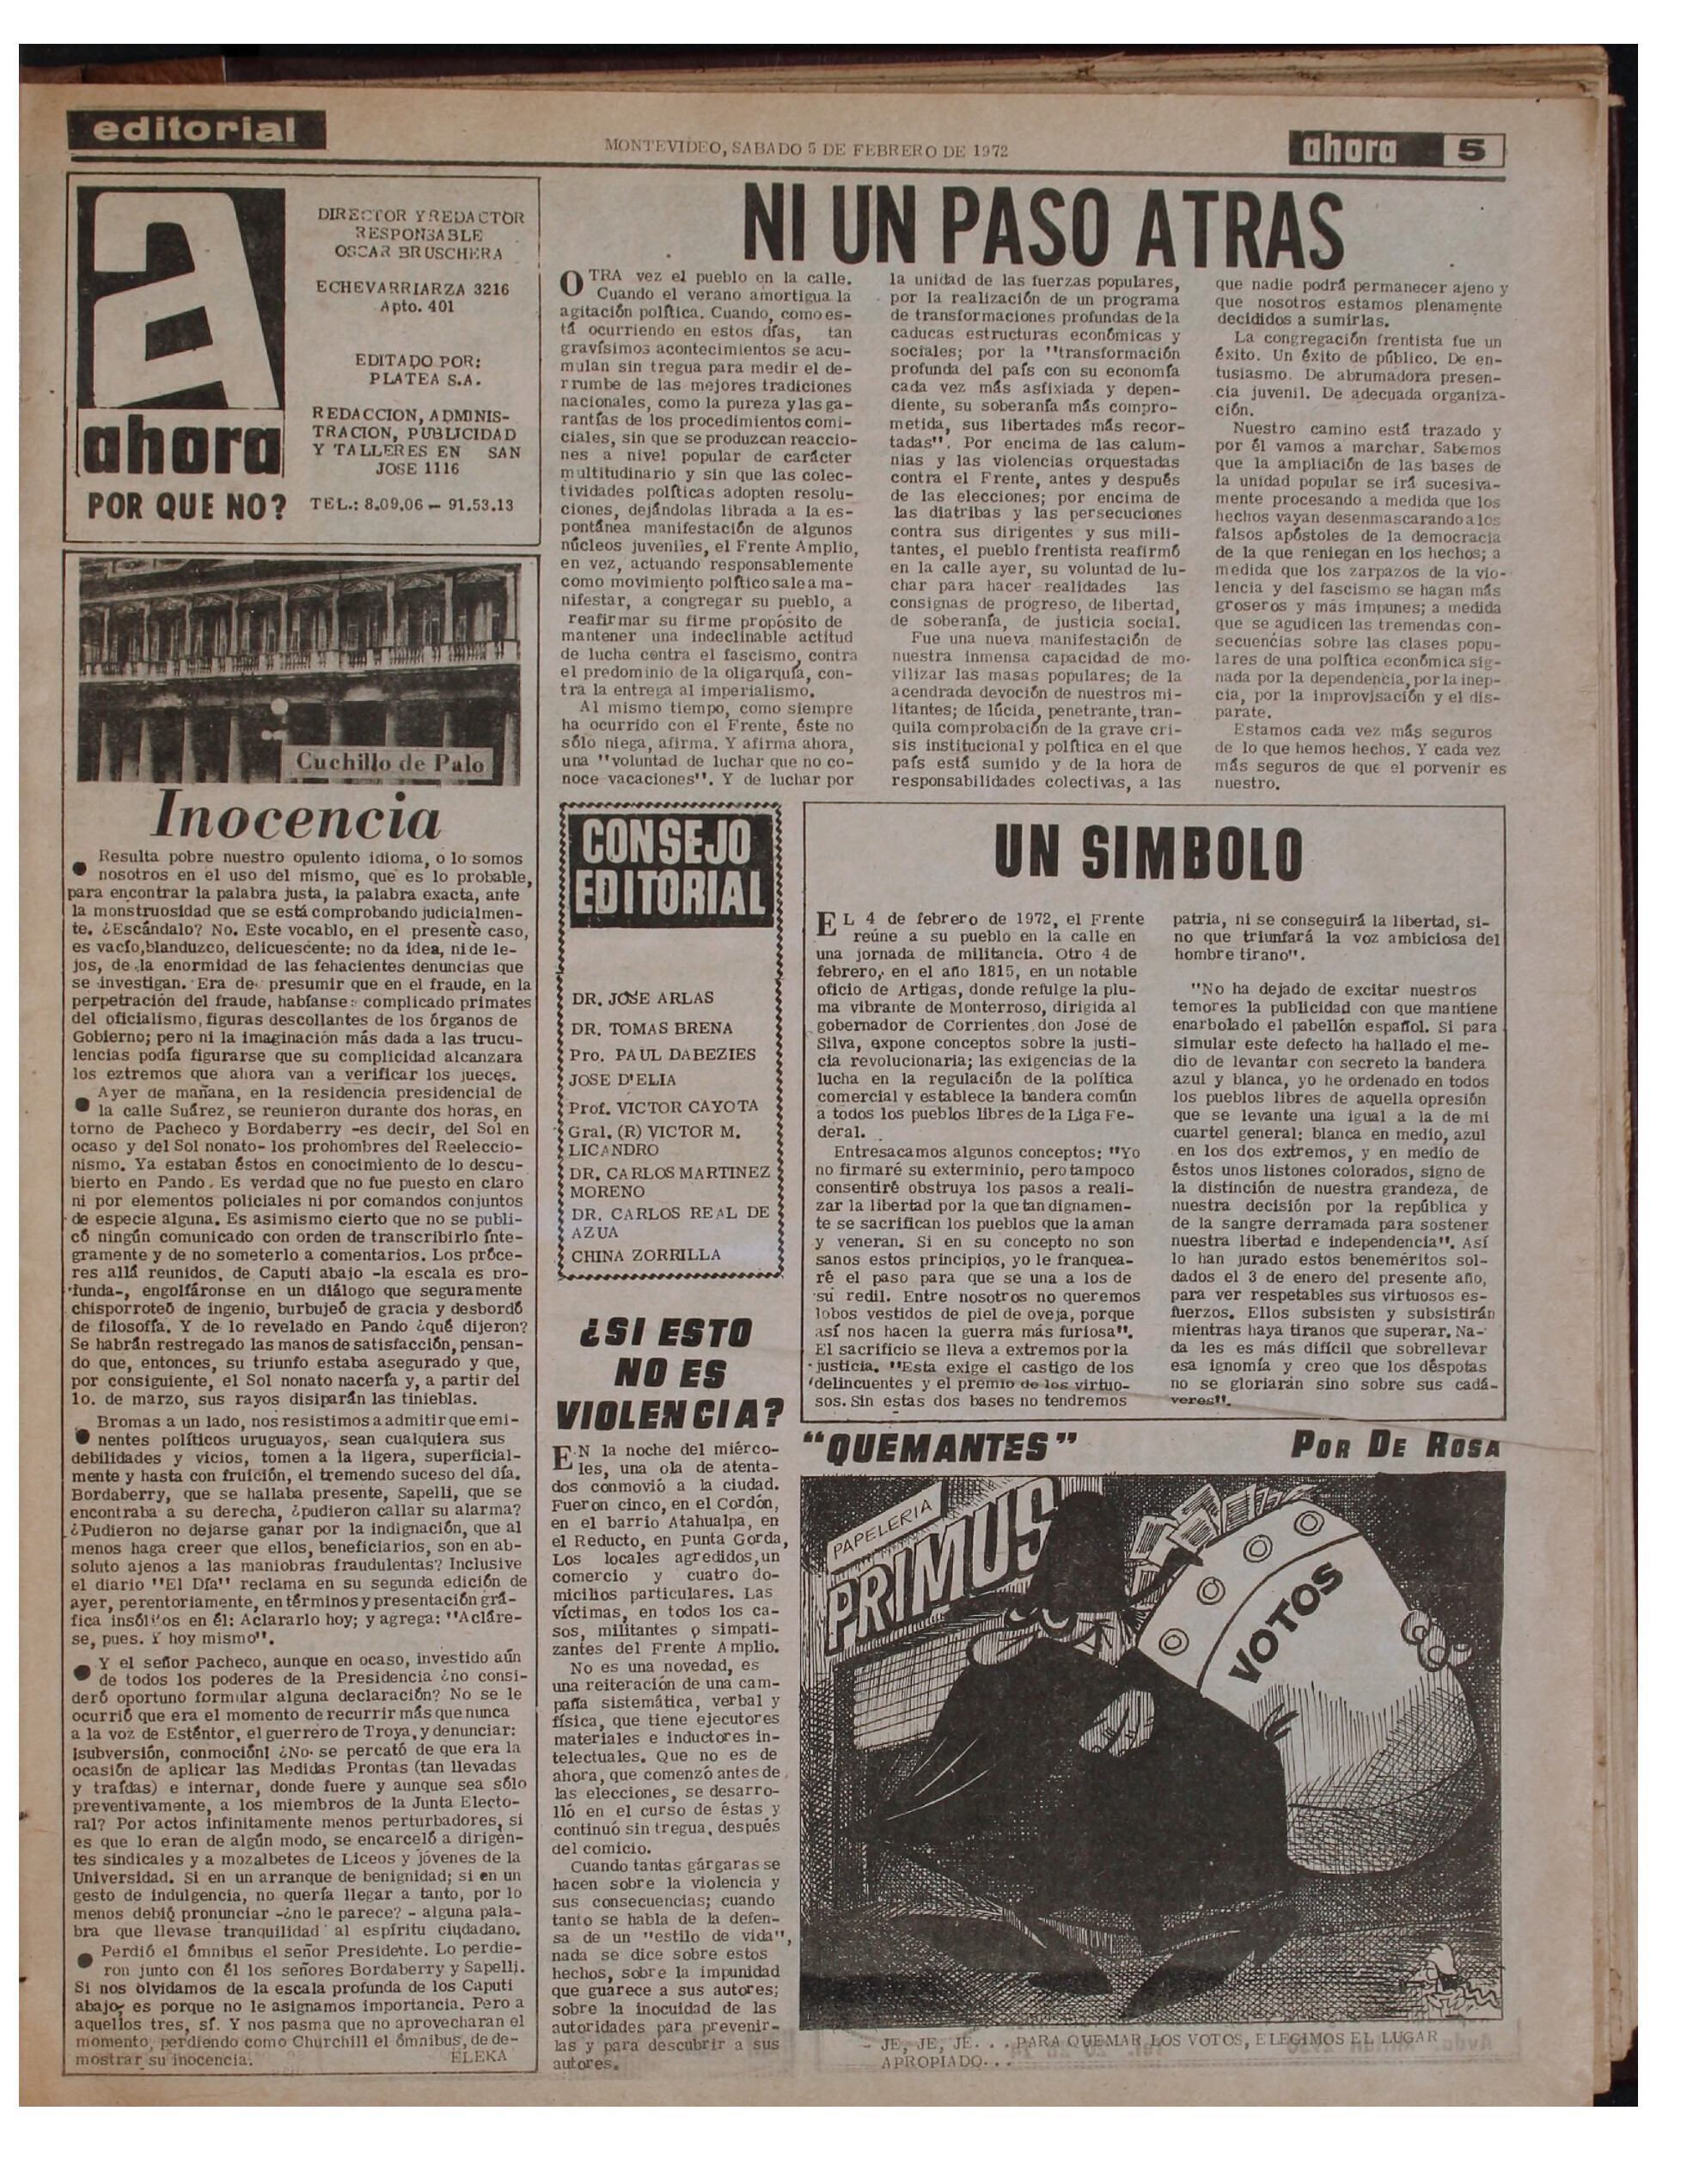 editorial
MONTEVIDEO, SABADO 5 DE FEBRERO DE 1972
ahora 5
A
ahora
POR QUE NO?
DIRECTOR Y REDACTOR
RESPONSABLE
OSCAR BRUSCHERA
ECHEVARRIARZA 3216
Apto. 401
EDITADO POR:
PLATEA S.A.
REDACCION, ADMINIS-
TRACION, PUBLICIDAD
Y TALLERES EN SAN
JOSE 1116
TEL.: 8.09.06 — 91.53.13
Cuchillo de Palo
Inocencia
Resulta pobre nuestro opulento idioma, o lo somos
nosotros en el uso del mismo, que es lo probable,
para encontrar la palabra justa, la palabra exacta, ante
la monstruosidad que se está comprobando judicialmen-
te. ¿Escándalo? No. Este vocablo, en el presente caso,
es vacío, blanduzco, delicuescente: no da idea, ni de le-
jos, de la enormidad de las fehacientes denuncias que
se investigan. Era de presumir que en el fraude, en la
perpetración del fraude, habíanse complicado primates
del oficialismo, figuras descollantes de los órganos de
Gobierno; pero ni la imaginación más dada a las trucu-
lencias podía figurarse que su complicidad alcanzara
los eztremos que ahora van a verificar los jueces.
Ayer de mañana, en la residencia presidencial de
la calle Suárez, se reunieron durante dos horas, en
torno de Pacheco y Bordaberry -es decir, del Sol en
ocaso y del Sol nonato- los prohombres del Reeleccio-
nismo. Ya estaban éstos en conocimiento de lo descu-
bierto en Pando. Es verdad que no fue puesto en claro
ni por elementos policiales ni por comandos conjuntos
de especie alguna. Es asimismo cierto que no se publi-
có ningún comunicado con orden de transcribirlo ínte-
gramente y de no someterlo a comentarios. Los próce-
res allá reunidos, de Caputi abajo -la escala es pro-
funda-, engolfáronse en un diálogo que seguramente
chisporroteó de ingenio, burbujeó de gracia y desbordó
de filosofía. Y de lo revelado en Pando ¿qué dijeron?
Se habrán restregado las manos de satisfacción, pensan-
do que, entonces, su triunfo estaba asegurado y que,
por consiguiente, el Sol nonato nacería y, a partir del
1o. de marzo, sus rayos disiparán las tinieblas.
Bromas a un lado, nos resistimos a admitir que emi-
nentes políticos uruguayos, sean cualquiera sus
debilidades y vicios, tomen a la ligera, superficial-
mente y hasta con fruición, el tremendo suceso del día.
Bordaberry, que se hallaba presente, Sapelli, que se
encontraba a su derecha, ¿pudieron callar su alarma?
¿Pudieron no dejarse ganar por la indignación, que al
menos haga creer que ellos, beneficiarios, son en ab-
soluto ajenos a las maniobras fraudulentas? Inclusive
el diario "El Día" reclama en su segunda edición de
ayer, perentoriamente, en términos y presentación grá-
fica insólitos en él: Aclararlo hoy; y agrega: "Acláre-
se, pues. Y hoy mismo".
Y el señor Pacheco, aunque en ocaso, investido aún
de todos los poderes de la Presidencia ¿no consi-
deró oportuno formular alguna declaración? No se le
ocurrió que era el momento de recurrir más que nunca
a la voz de Esténtor, el guerrero de Troya, y denunciar:
¡subversión, conmoción! ¿No se percató de que era la
ocasión de aplicar las Medidas Prontas (tan llevadas
y traídas) e internar, donde fuere y aunque sea sólo
preventivamente, a los miembros de la Junta Electo-
ral? Por actos infinitamente menos perturbadores, si
es que lo eran de algún modo, se encarceló a dirigen-
tes sindicales y a mozalbetes de Liceos y jóvenes de la
Universidad. Si en un arranque de benignidad; si en un
gesto de indulgencia, no quería llegar a tanto, por lo
menos debió pronunciar -¿no le parece? - alguna pala-
bra que llevase tranquilidad al espíritu ciudadano.
Perdió el ómnibus el señor Presidente. Lo perdie-
ron junto con él los señores Bordaberry y Sapelli.
Si nos olvidamos de la escala profunda de los Caputi
abajo, es porque no le asignamos importancia. Pero a
aquellos tres, sí. Y nos pasma que no aprovecharan el
momento, perdiendo como Churchill el ómnibus, de de-
mostrar su inocencia. ELEKA
NI UN PASO ATRAS
OTRA vez el pueblo en la calle.
Cuando el verano amortigua la
agitación política. Cuando, como es-
tá ocurriendo en estos días, tan
gravísimos acontecimientos se acu-
mulan sin tregua para medir el de-
rrumbe de las mejores tradiciones
nacionales, como la pureza y las ga-
rantías de los procedimientos comi-
ciales, sin que se produzcan reaccio-
nes a nivel popular de carácter
multitudinario y sin que las colec-
tividades políticas adopten resolu-
ciones, dejándolas librada a la es-
pontánea manifestación de algunos
núcleos juveniles, el Frente Amplio,
en vez, actuando responsablemente
como movimiento político sale a ma-
nifestar, a congregar su pueblo, a
reafirmar su firme propósito de
mantener una indeclinable actitud
de lucha contra el fascismo, contra
el predominio de la oligarquía, con-
tra la entrega al imperialismo.
Al mismo tiempo, como siempre
ha ocurrido con el Frente, éste no
sólo niega, afirma. Y afirma ahora,
una "voluntad de luchar que no co-
noce vacaciones". Y de luchar por
la unidad de las fuerzas populares,
por la realización de un programa
de transformaciones profundas de la
caducas estructuras económicas y
sociales; por la "transformación
profunda del país con su economía
cada vez más asfixiada y depen-
diente, su soberanía más compro-
metida, sus libertades más recor-
tadas". Por encima de las calum-
nias y las violencias orquestadas
contra el Frente, antes y después
de las elecciones; por encima de
las diatribas y las persecuciones
contra sus dirigentes y sus mili-
tantes, el pueblo frentista reafirmó
en la calle ayer, su voluntad de lu-
char para hacer realidades las
consignas de progreso, de libertad,
de soberanía, de justicia social.
Fue una nueva manifestación de
nuestra inmensa capacidad de mo-
vilizar las masas populares; de la
acendrada devoción de nuestros mi-
litantes; de lúcida, penetrante, tran-
quila comprobación de la grave cri-
sis institucional y política en el que
país está sumido y de la hora de
responsabilidades colectivas, a las
que nadie podrá permanecer ajeno y
que nosotros estamos plenamente
decididos a sumirlas.
La congregación frentista fue un
éxito. Un éxito de público. De en-
tusiasmo. De abrumadora presen-
cia juvenil. De adecuada organiza-
ción.
Nuestro camino está trazado y
por él vamos a marchar. Sabemos
que la ampliación de las bases de
la unidad popular se irá sucesiva-
mente procesando a medida que los
hechos vayan desenmascarando a los
falsos apóstoles de la democracia
de la que reniegan en los hechos; a
medida que los zarpazos de la vio-
lencia y del fascismo se hagan más
groseros y más impunes; a medida
que se agudicen las tremendas con-
secuencias sobre las clases popu-
lares de una política económica sig-
nada por la dependencia, por la inep-
cia, por la improvisación y el dis-
parate.
Estamos cada vez más seguros
de lo que hemos hechos. Y cada vez
más seguros de que el porvenir es
nuestro.
CONSEJO
EDITORIAL
DR. JOSE ARLAS
DR. TOMAS BRENA
Pro. PAUL DABEZIES
JOSE D'ELIA
Prof. VICTOR CAYOTA
Gral. (R) VICTOR M.
LICANDRO
DR. CARLOS MARTINEZ
MORENO
DR. CARLOS REAL DE
AZUA
CHINA ZORRILLA
¿SI ESTO
NO ES
VIOLENCIA?
EN la noche del miérco-
les, una ola de atenta-
dos conmovió a la ciudad.
Fueron cinco, en el Cordón,
en el barrio Atahualpa, en
el Reducto, en Punta Gorda,
Los locales agredidos, un
comercio y cuatro do-
micilios particulares. Las
víctimas, en todos los ca-
sos, militantes o simpati-
zantes del Frente Amplio.
No es una novedad, es
una reiteración de una cam-
paña sistemática, verbal y
física, que tiene ejecutores
materiales e inductores in-
telectuales. Que no es de
ahora, que comenzó antes de
las elecciones, se desarro-
lló en el curso de éstas y
continuó sin tregua, después
del comicio.
Cuando tantas gárgaras se
hacen sobre la violencia y
sus consecuencias; cuando
tanto se habla de la defen-
sa de un "estilo de vida",
nada se dice sobre estos
hechos, sobre la impunidad
que guarece a sus autores;
sobre la inocuidad de las
autoridades para prevenir-
las y para descubrir a sus
autores.
UN SIMBOLO
EL 4 de febrero de 1972, el Frente
reúne a su pueblo en la calle en
una jornada de militancia. Otro 4 de
febrero, en el año 1815, en un notable
oficio de Artigas, donde refulge la plu-
ma vibrante de Monterroso, dirigida al
gobernador de Corrientes don José de
Silva, expone conceptos sobre la justi-
cia revolucionaria; las exigencias de la
lucha en la regulación de la política
comercial y establece la bandera común
a todos los pueblos libres de la Liga Fe-
deral.
Entresacamos algunos conceptos: "Yo
no firmaré su exterminio, pero tampoco
consentiré obstruya los pasos a reali-
zar la libertad por la que tan dignamen-
te se sacrifican los pueblos que la aman
y veneran. Si en su concepto no son
sanos estos principios, yo le franquea-
ré el paso para que se una a los de
su redil. Entre nosotros no queremos
lobos vestidos de piel de oveja, porque
así nos hacen la guerra más furiosa".
El sacrificio se lleva a extremos por la
justicia. "Esta exige el castigo de los
delincuentes y el premio de los virtuo-
sos. Sin estas dos bases no tendremos
patria, ni se conseguirá la libertad, si-
no que triunfará la voz ambiciosa del
hombre tirano".
"No ha dejado de excitar nuestros
temores la publicidad con que mantiene
enarbolado el pabellón español. Si para
simular este defecto ha hallado el me-
dio de levantar con secreto la bandera
azul y blanca, yo he ordenado en todos
los pueblos libres de aquella opresión
que se levante una igual a la de mi
cuartel general: blanca en medio, azul
en los dos extremos, y en medio de
éstos unos listones colorados, signo de
la distinción de nuestra grandeza, de
nuestra decisión por la república y
de la sangre derramada para sostener
nuestra libertad e independencia". Así
lo han jurado estos beneméritos sol-
dados el 3 de enero del presente año,
para ver respetables sus virtuosos es-
fuerzos. Ellos subsisten y subsistirán
mientras haya tiranos que superar. Na-
da les es más difícil que sobrellevar
esa ignomía y creo que los déspotas
no se gloriarán sino sobre sus cadá-
veres".
"QUEMANTES" POR DE ROSA
PAPELERIA
PRIMUS
VOTOS
- JE, JE, JE. . . PARA QUEMAR LOS VOTOS, ELEGIMOS EL LUGAR
APROPIADO. . .